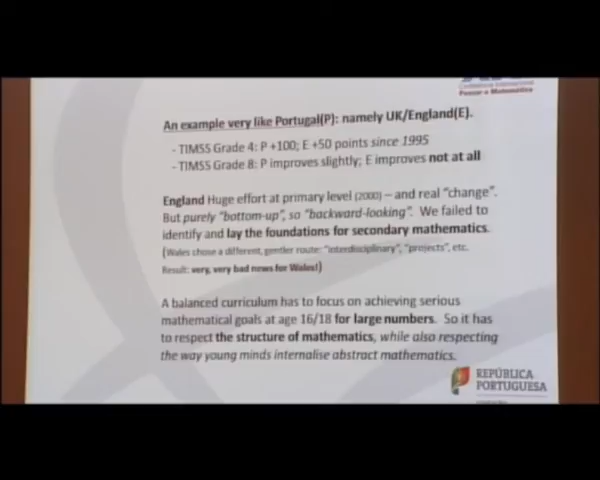 Conferência Internacional
Pensar a Matemática
An example very like Portugal(P): namely UK/England(E).
- TIMSS Grade 4: P +100; E +50 points since 1995
- TIMSS Grade 8: P improves slightly; E improves not at all
England Huge effort at primary level (2000) – and real “change”.
But purely “bottom-up”, so “backward-looking”. We failed to
identify and lay the foundations for secondary mathematics.
(Wales chose a different, gentler route: “interdisciplinary”, “projects”, etc.
Result: very, very bad news for Wales!)
A balanced curriculum has to focus on achieving serious
mathematical goals at age 16/18 for large numbers. So it has
to respect the structure of mathematics, while also respecting
the way young minds internalise abstract mathematics.
REPÚBLICA
PORTUGUESA